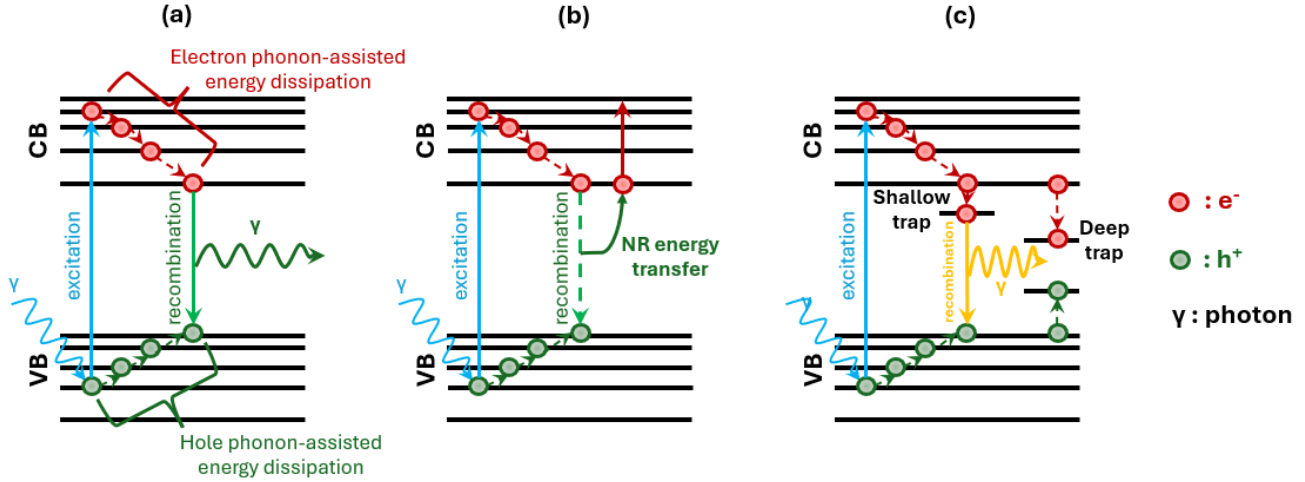 (a)
(b)
(c)
Electron phonon-assisted
energy dissipation
CB
VB
excitation
recombination
γ
γ
Hole phonon-assisted
energy dissipation
CB
VB
excitation
recombination
γ
NR energy
transfer
CB
VB
excitation
recombination
γ
γ
Shallow
trap
Deep
trap
: e-
: h+
γ : photon